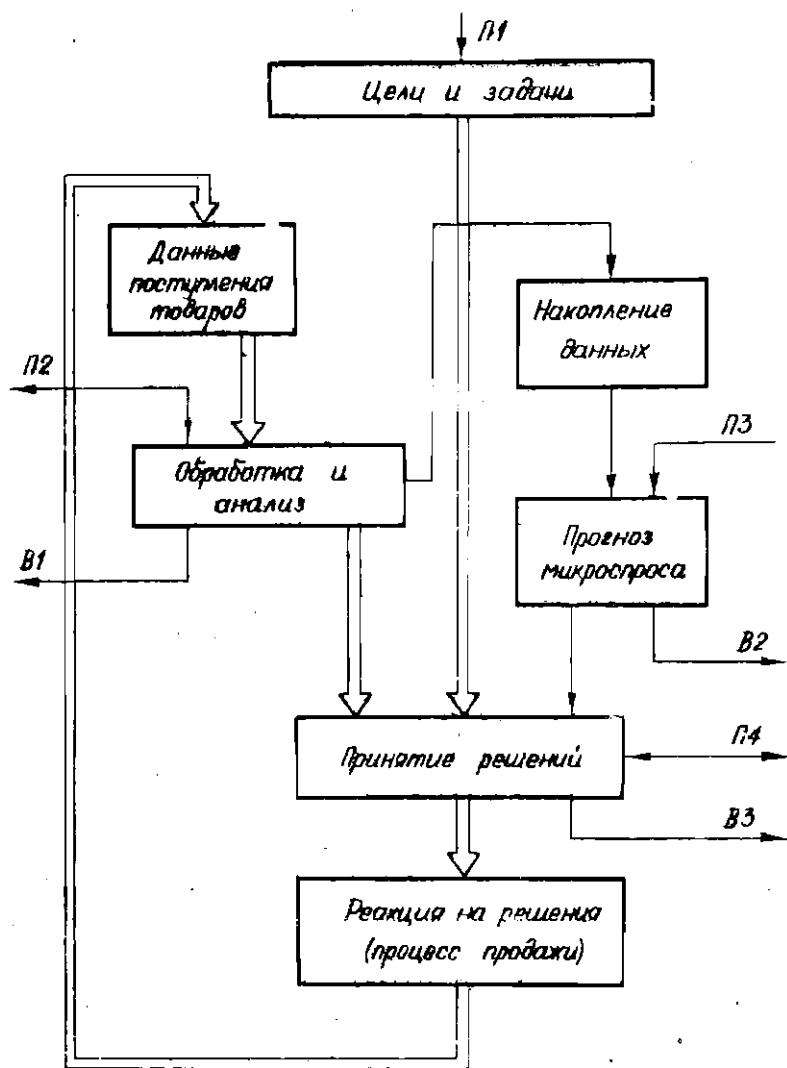 П1
Цели и задачи
Данные
поступления
товаров
Накопление
данных
П2
П3
Обработка и
анализ
Прогноз
микроспроса
В1
В2
Принятие решений
П4
В3
Реакция на решения
(процесс продажи)